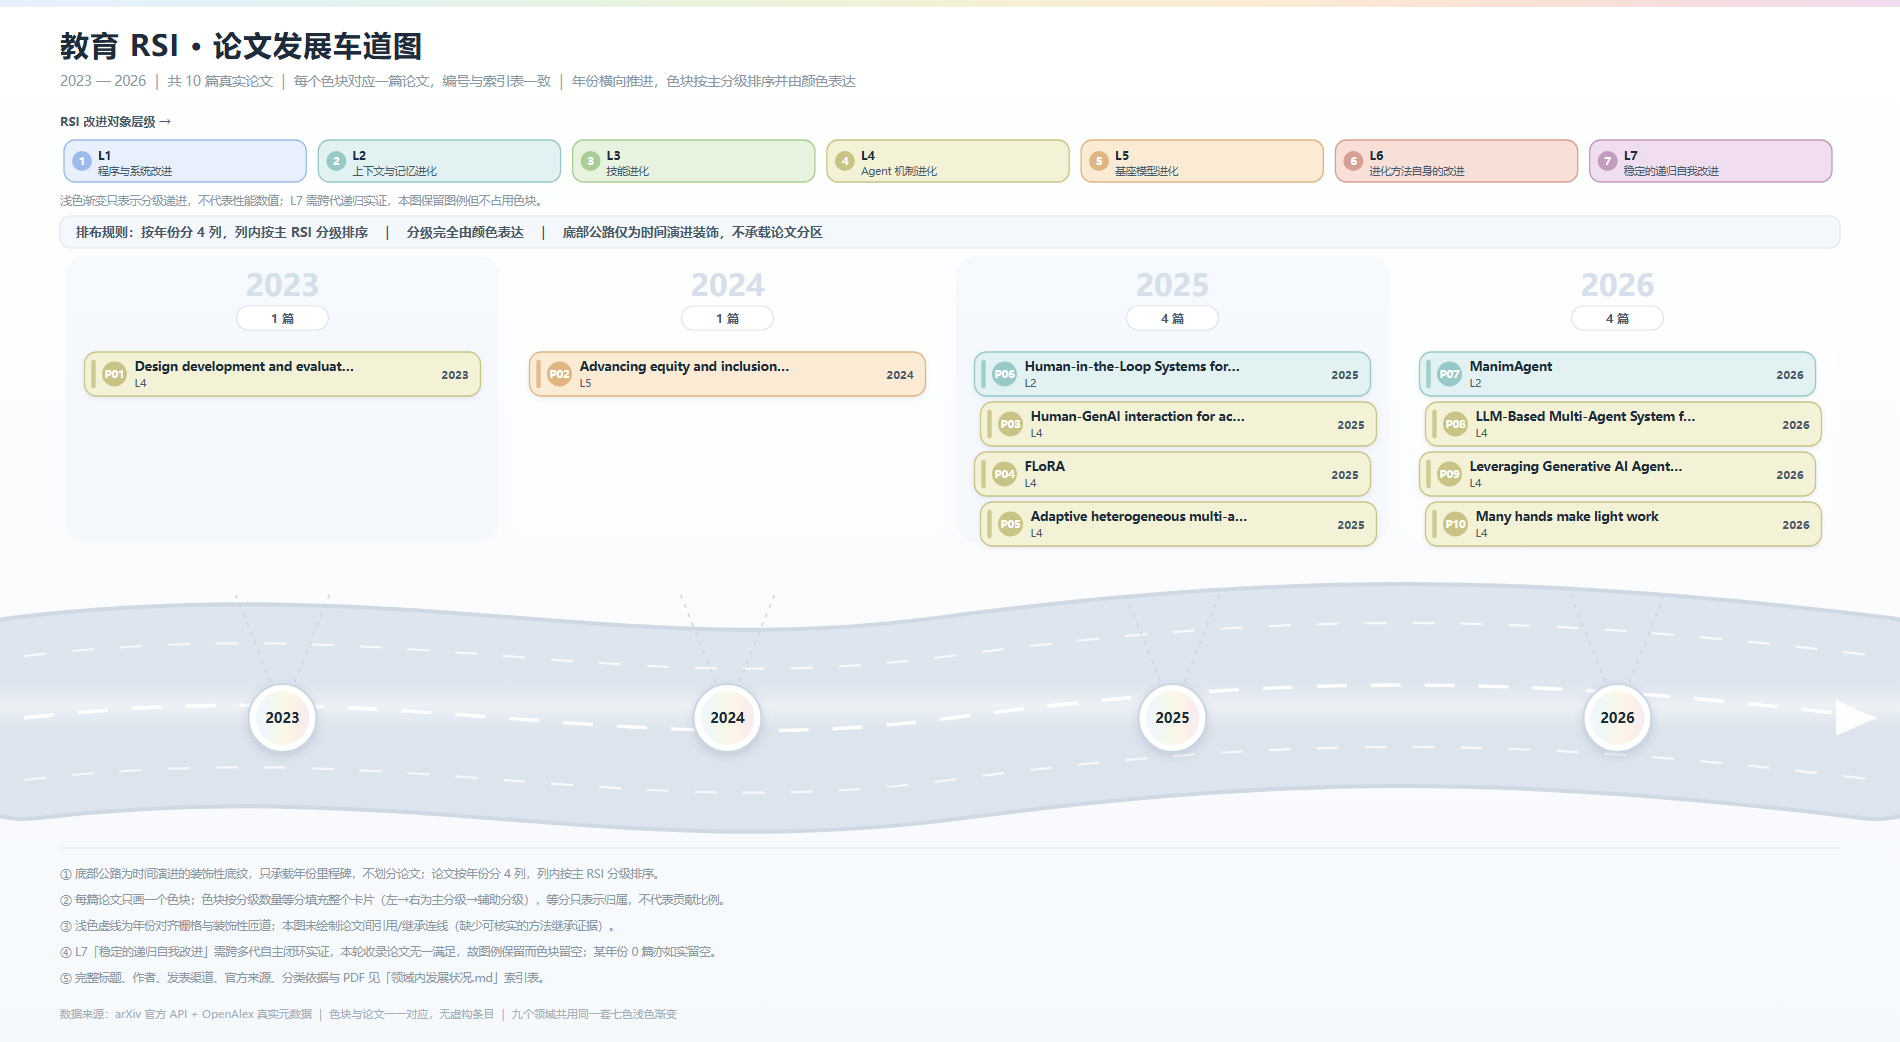 教育 RSI • 论文发展车道图
2023 — 2026 ｜ 共 10 篇真实论文 ｜ 每个色块对应一篇论文，编号与索引表一致 ｜ 年份横向推进，色块按主分级排序并由颜色表达
RSI 改进对象层级 →
1 L1
程序与系统改进
2 L2
上下文与记忆进化
3 L3
技能进化
4 L4
Agent 机制进化
5 L5
基座模型进化
6 L6
进化方法自身的改进
7 L7
稳定的递归自我改进
浅色渐变只表示分级递进，不代表性能数值；L7 需跨代递归实证，本图保留图例但不占用色块。
排布规则：按年份分 4 列，列内按主 RSI 分级排序 ｜ 分级完全由颜色表达 ｜ 底部公路仅为时间演进装饰，不承载论文分区
2023
1 篇
P01 Design development and evaluat... 2023
L4
2024
1 篇
P02 Advancing equity and inclusion... 2024
L5
2025
4 篇
P06 Human-in-the-Loop Systems for... 2025
L2
P03 Human-GenAI interaction for ac... 2025
L4
P04 FLoRA 2025
L4
P05 Adaptive heterogeneous multi-a... 2025
L4
2026
4 篇
P07 ManimAgent 2026
L2
P08 LLM-Based Multi-Agent System f... 2026
L4
P09 Leveraging Generative AI Agent... 2026
L4
P10 Many hands make light work 2026
L4
2023
2024
2025
2026
① 底部公路为时间演进的装饰性底纹，只承载年份里程碑，不划分论文；论文按年份分 4 列，列内按主 RSI 分级排序。
② 每篇论文只画一个色块；色块按分级数量等分填充整个卡片（左→右为主分级→辅助分级），等分只表示归属，不代表贡献比例。
③ 浅色虚线为年份对齐栅格与装饰性匝道；本图未绘制论文间引用/继承连线（缺少可核实的方法继承证据）。
④ L7「稳定的递归自我改进」需跨多代自主闭环实证，本轮收录论文无一满足，故图例保留而色块留空；某年份 0 篇亦如实留空。
⑤ 完整标题、作者、发表渠道、官方来源、分类依据与 PDF 见「领域内发展状况.md」索引表。
数据来源：arXiv 官方 API + OpenAlex 真实元数据 ｜ 色块与论文一一对应，无虚构条目 ｜ 九个领域共用同一套七色浅色渐变